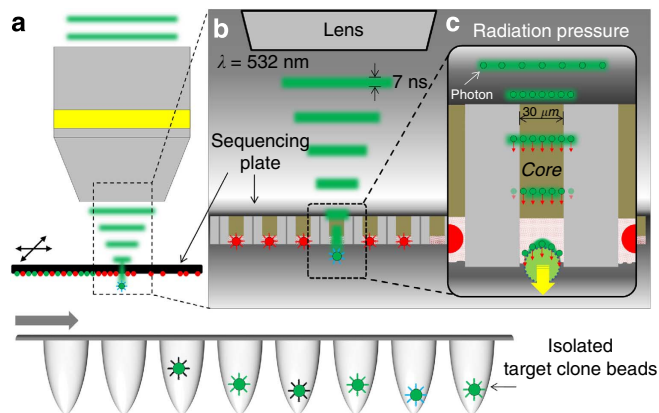 a
b
Lens
λ = 532 nm
7 ns
Sequencing
plate
c
Radiation pressure
Photon
30 μm
Core
Isolated
target clone beads